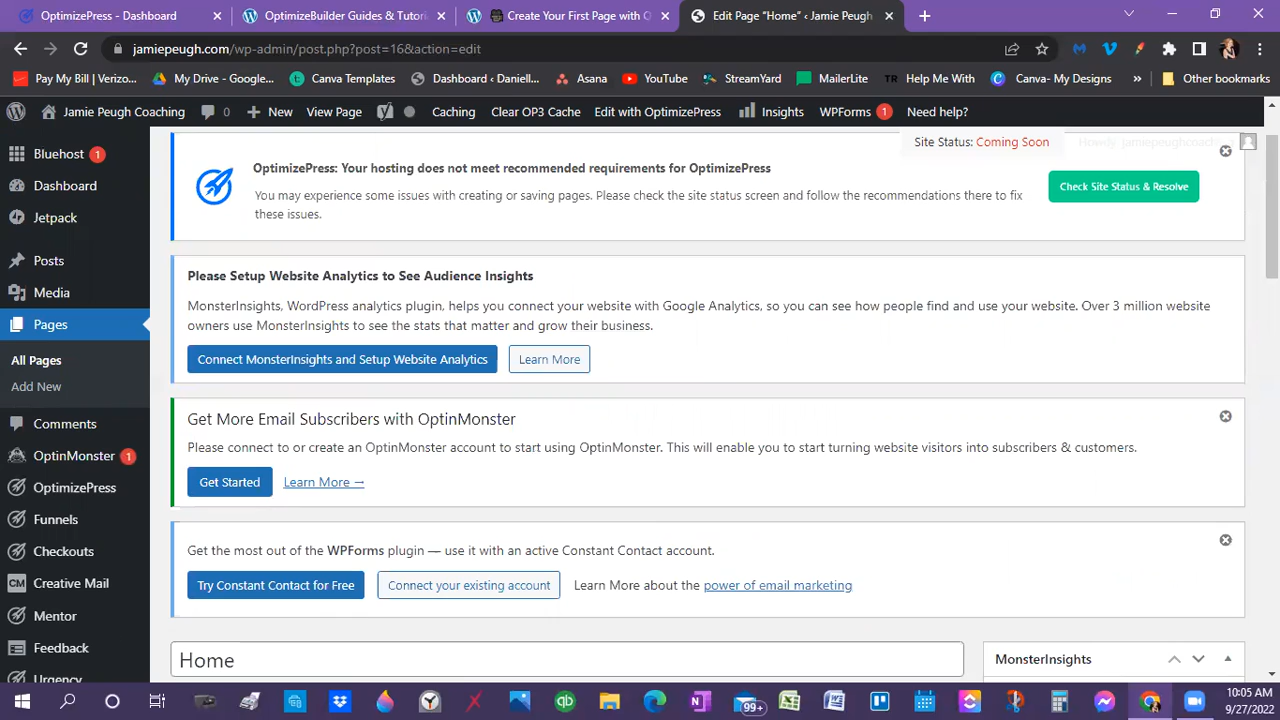 OptimizePress - Dashboard
OptimizeBuilder Guides & Tutori
Create Your First Page with O
Edit Page "Home" ‹ Jamie Peugh
jamiepeugh.com/wp-admin/post.php?post=16&action=edit
Pay My Bill | Verizo...
My Drive - Google...
Canva Templates
Dashboard ‹ Daniell...
Asana
YouTube
StreamYard
MailerLite
TR Help Me With
Canva- My Designs
»
Other bookmarks
Jamie Peugh Coaching
0
New
View Page
Caching
Clear OP3 Cache
Edit with OptimizePress
Insights
WPForms 1
Need help?
Site Status: Coming Soon
Howdy, jamiepeughcoach
Bluehost 1
Dashboard
Jetpack
Posts
Media
Pages
All Pages
Add New
Comments
OptinMonster 1
OptimizePress
Funnels
Checkouts
CM Creative Mail
Mentor
Feedback
Urgency
OptimizePress: Your hosting does not meet recommended requirements for OptimizePress
You may experience some issues with creating or saving pages. Please check the site status screen and follow the recommendations there to fix
these issues.
Check Site Status & Resolve
Please Setup Website Analytics to See Audience Insights
MonsterInsights, WordPress analytics plugin, helps you connect your website with Google Analytics, so you can see how people find and use your website. Over 3 million website
owners use MonsterInsights to see the stats that matter and grow their business.
Connect MonsterInsights and Setup Website Analytics
Learn More
Get More Email Subscribers with OptinMonster
Please connect to or create an OptinMonster account to start using OptinMonster. This will enable you to start turning website visitors into subscribers & customers.
Get Started
Learn More →
Get the most out of the WPForms plugin — use it with an active Constant Contact account.
Try Constant Contact for Free
Connect your existing account
Learn More about the power of email marketing
Home
MonsterInsights
99+
10:05 AM
9/27/2022